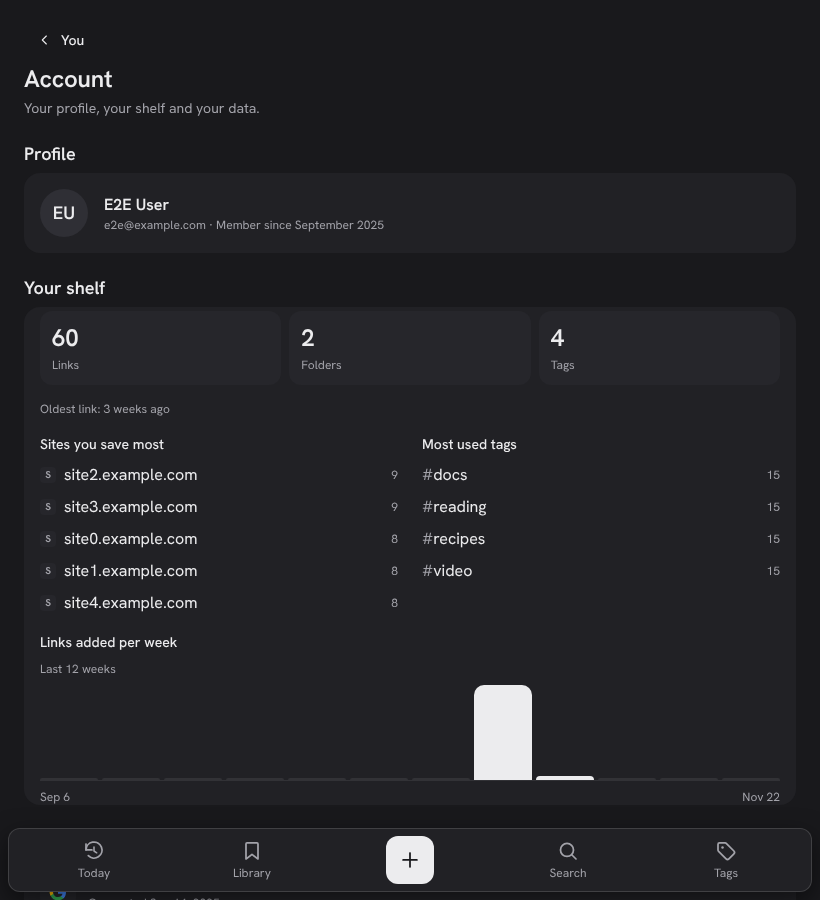 You
Account
Your profile, your shelf and your data.
Profile
EU
E2E User
e2e@example.com · Member since September 2025
Your shelf
60
Links
2
Folders
4
Tags
Oldest link: 3 weeks ago
Sites you save most
S site2.example.com 9
S site3.example.com 9
S site0.example.com 8
S site1.example.com 8
S site4.example.com 8
Most used tags
#docs 15
#reading 15
#recipes 15
#video 15
Links added per week
Last 12 weeks
Sep 6
Nov 22
Today
Library
Search
Tags